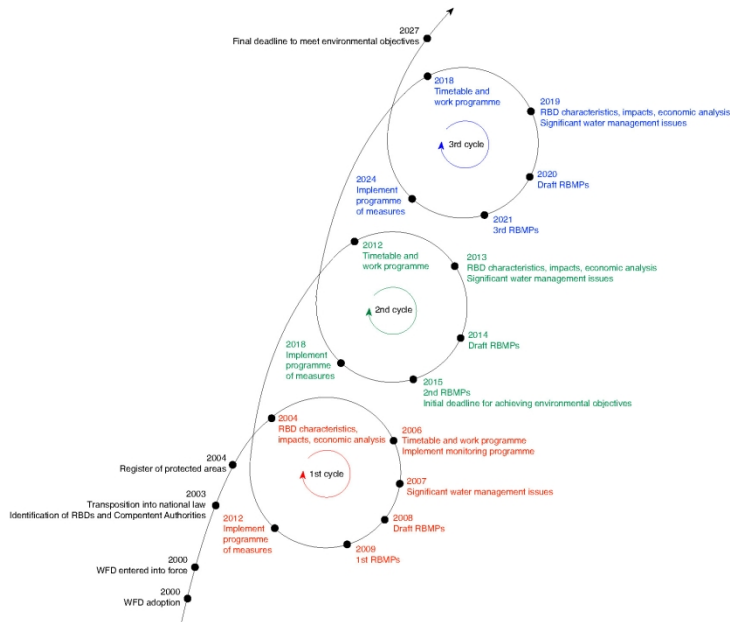 2027
Final deadline to meet environmental objectives
2018
Timetable and
work programme
2019
RBD characteristics, impacts, economic analysis
Significant water management issues
3rd cycle
2020
Draft RBMPs
2024
Implement
programme
of measures
2021
3rd RBMPs
2012
Timetable and
work programme
2013
RBD characteristics, impacts, economic analysis
Significant water management issues
2nd cycle
2014
Draft RBMPs
2018
Implement
programme
of measures
2015
2nd RBMPs
Initial deadline for achieving environmental objectives
2004
RBD characteristics,
impacts, economic analysis
2006
Timetable and work programme
Implement monitoring programme
2004
Register of protected areas
1st cycle
2007
Significant water management issues
2003
Transposition into national law
Identification of RBDs and Compentent Authorities
2012
Implement
programme
of measures
2008
Draft RBMPs
2009
1st RBMPs
2000
WFD entered into force
2000
WFD adoption